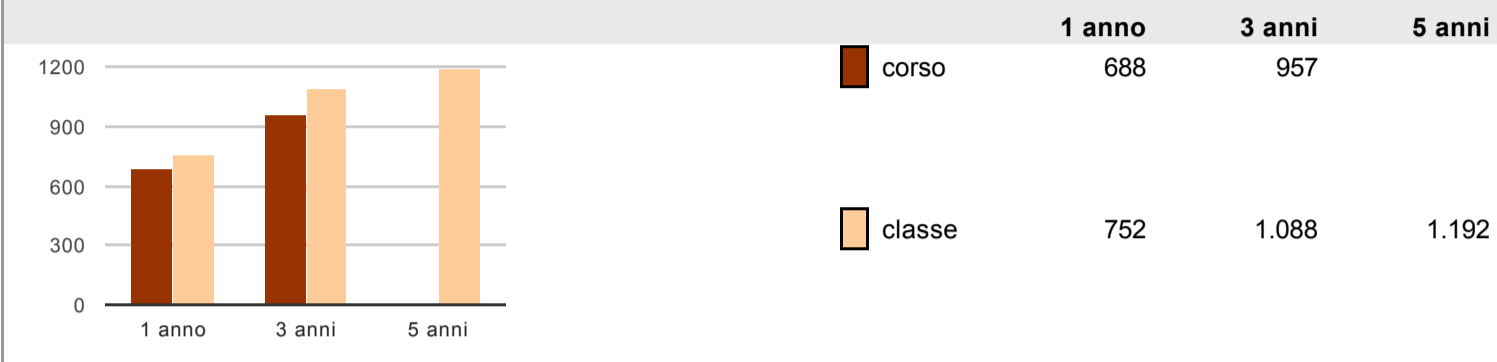 1 anno 3 anni 5 anni
1200
900
600
300
0
1 anno 3 anni 5 anni
corso 688 957
classe 752 1.088 1.192